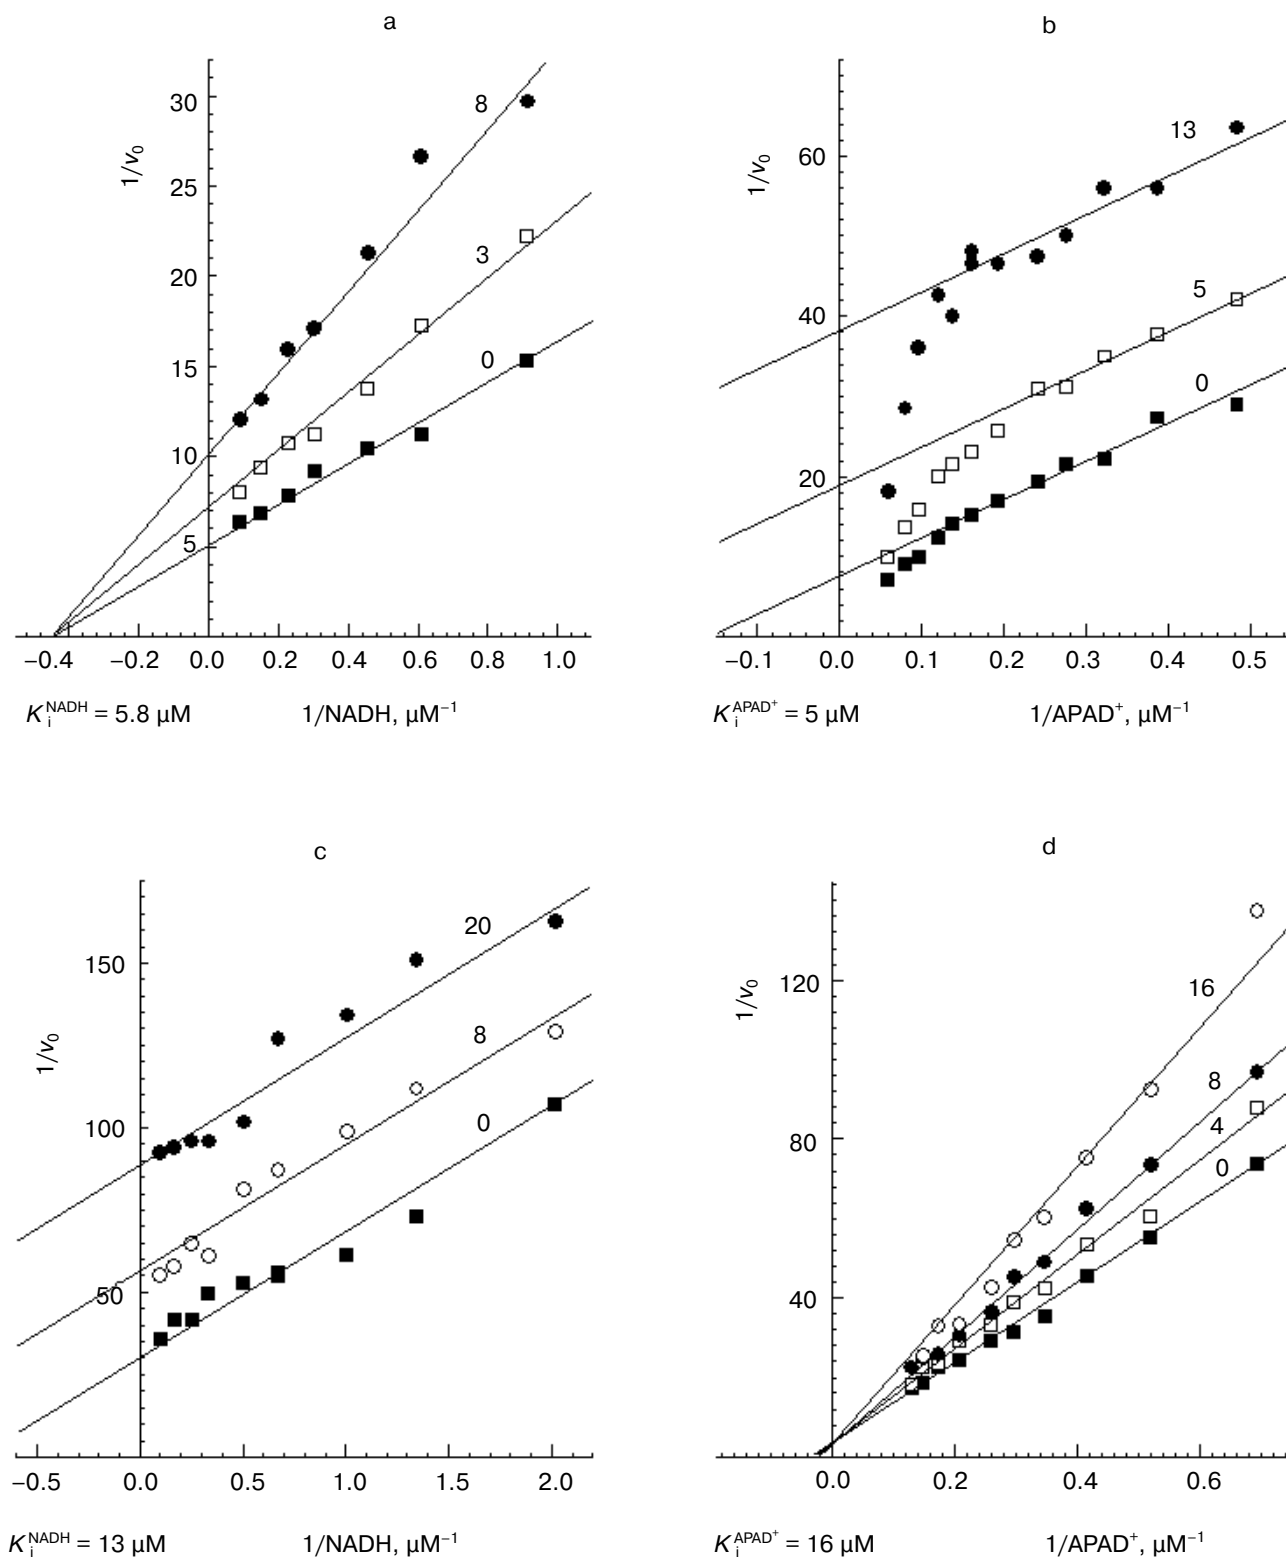 a
1/v₀
30
25
20
15
10
5
8
3
0
−0.4 −0.2 0.0 0.2 0.4 0.6 0.8 1.0
Kᵢ^NADH = 5.8 µM 1/NADH, µM⁻¹
b
1/v₀
60
40
20
13
5
0
−0.1 0.0 0.1 0.2 0.3 0.4 0.5
Kᵢ^APAD⁺ = 5 µM 1/APAD⁺, µM⁻¹
c
1/v₀
150
100
50
20
8
0
−0.5 0.0 0.5 1.0 1.5 2.0
Kᵢ^NADH = 13 µM 1/NADH, µM⁻¹
d
1/v₀
120
80
40
16
8
4
0
0.0 0.2 0.4 0.6
Kᵢ^APAD⁺ = 16 µM 1/APAD⁺, µM⁻¹